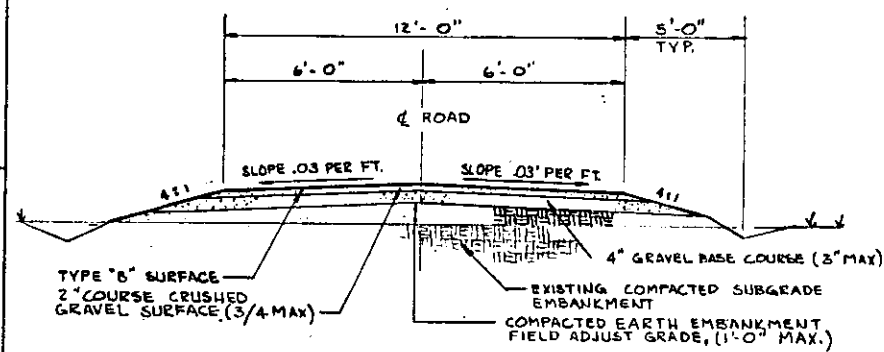 12'-0"
5'-0"
TYP.
6'-0"
6'-0"
℄ ROAD
SLOPE .03 PER FT.
SLOPE .03' PER FT.
4:1
4:1
4" GRAVEL BASE COURSE (3" MAX)
TYPE "B" SURFACE
2" COURSE CRUSHED
GRAVEL SURFACE (3/4 MAX)
EXISTING COMPACTED SUBGRADE
EMBANKMENT
COMPACTED EARTH EMBANKMENT
FIELD ADJUST GRADE, (1'-0" MAX.)